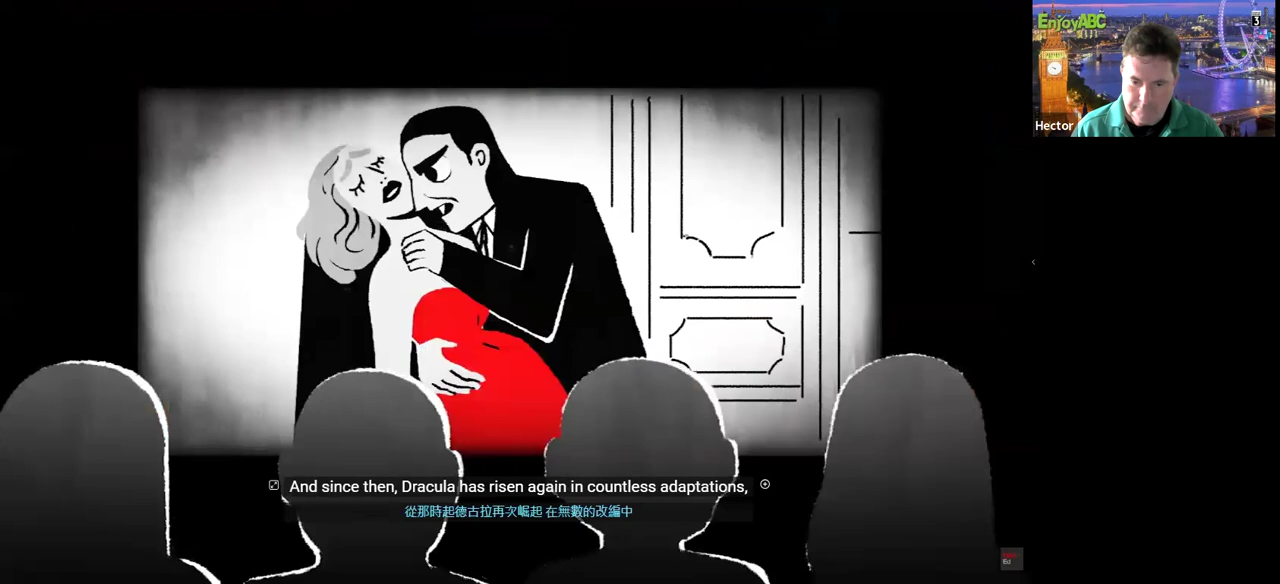 EnjoyABC
3
Hector
And since then, Dracula has risen again in countless adaptations,
從那時起德古拉再次崛起 在無數的改編中
Ed